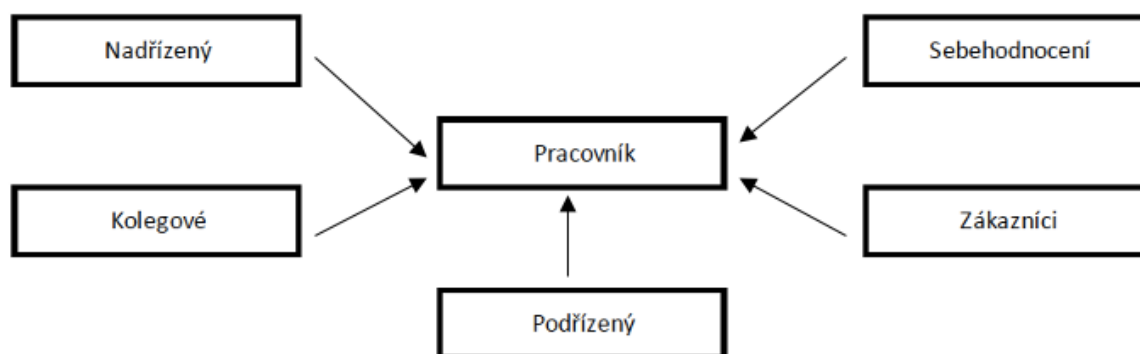 Nadřízený
Sebehodnocení
Pracovník
Kolegové
Zákazníci
Podřízený